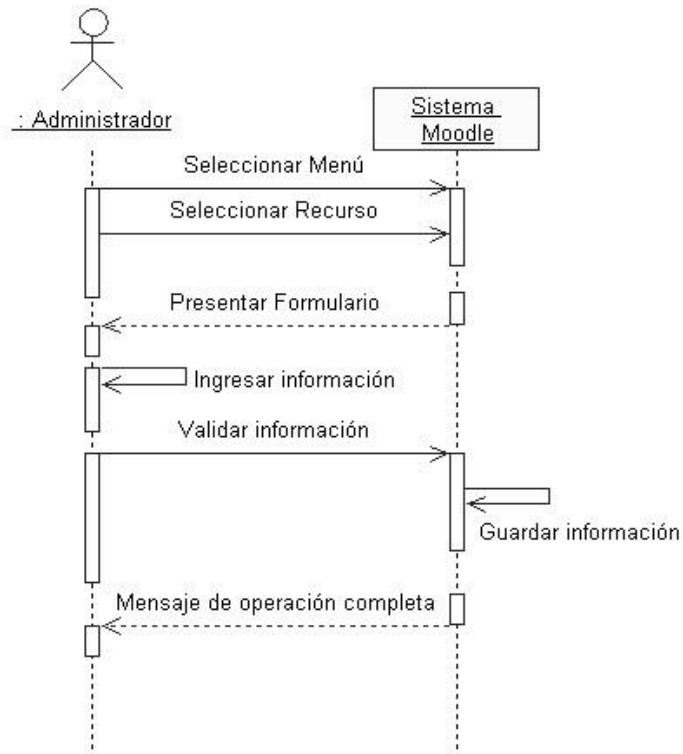 : Administrador
Sistema
Moodle
Seleccionar Menú
Seleccionar Recurso
Presentar Formulario
Ingresar información
Validar información
Guardar información
Mensaje de operación completa